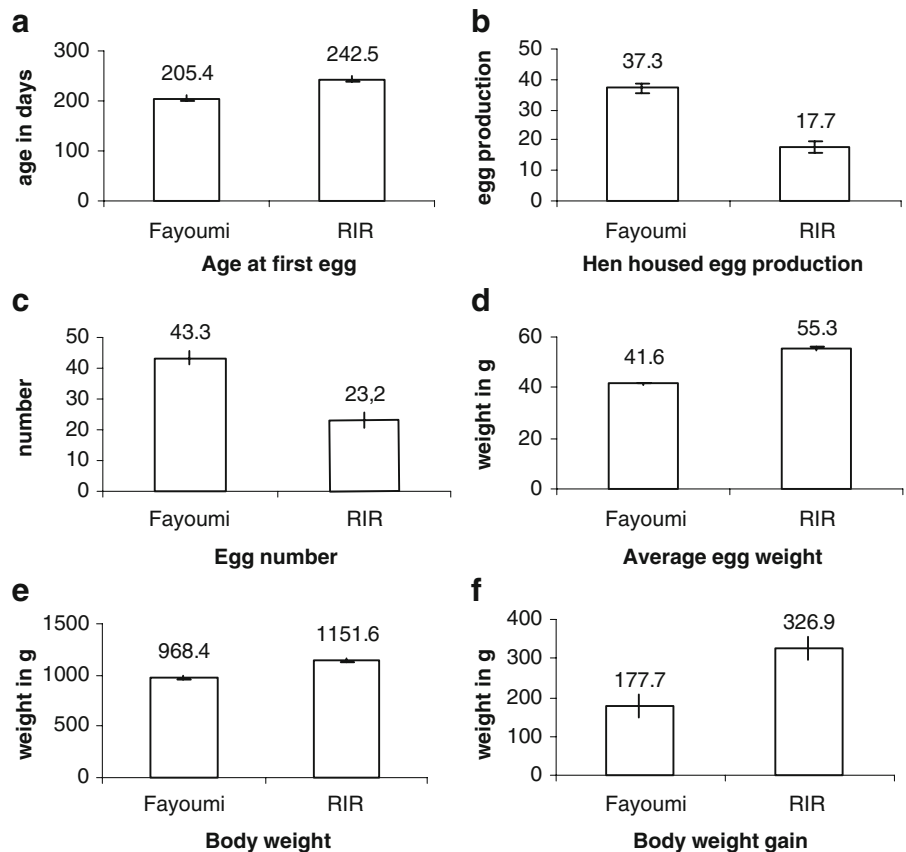 a
300
200
100
0
age in days
205.4
242.5
Fayoumi RIR
Age at first egg
b
50
40
30
20
10
0
egg production
37.3
17.7
Fayoumi RIR
Hen housed egg production
c
50
40
30
20
10
0
number
43.3
23,2
Fayoumi RIR
Egg number
d
60
40
20
0
weight in g
41.6
55.3
Fayoumi RIR
Average egg weight
e
1500
1000
500
0
weight in g
968.4
1151.6
Fayoumi RIR
Body weight
f
400
300
200
100
0
weight in g
177.7
326.9
Fayoumi RIR
Body weight gain